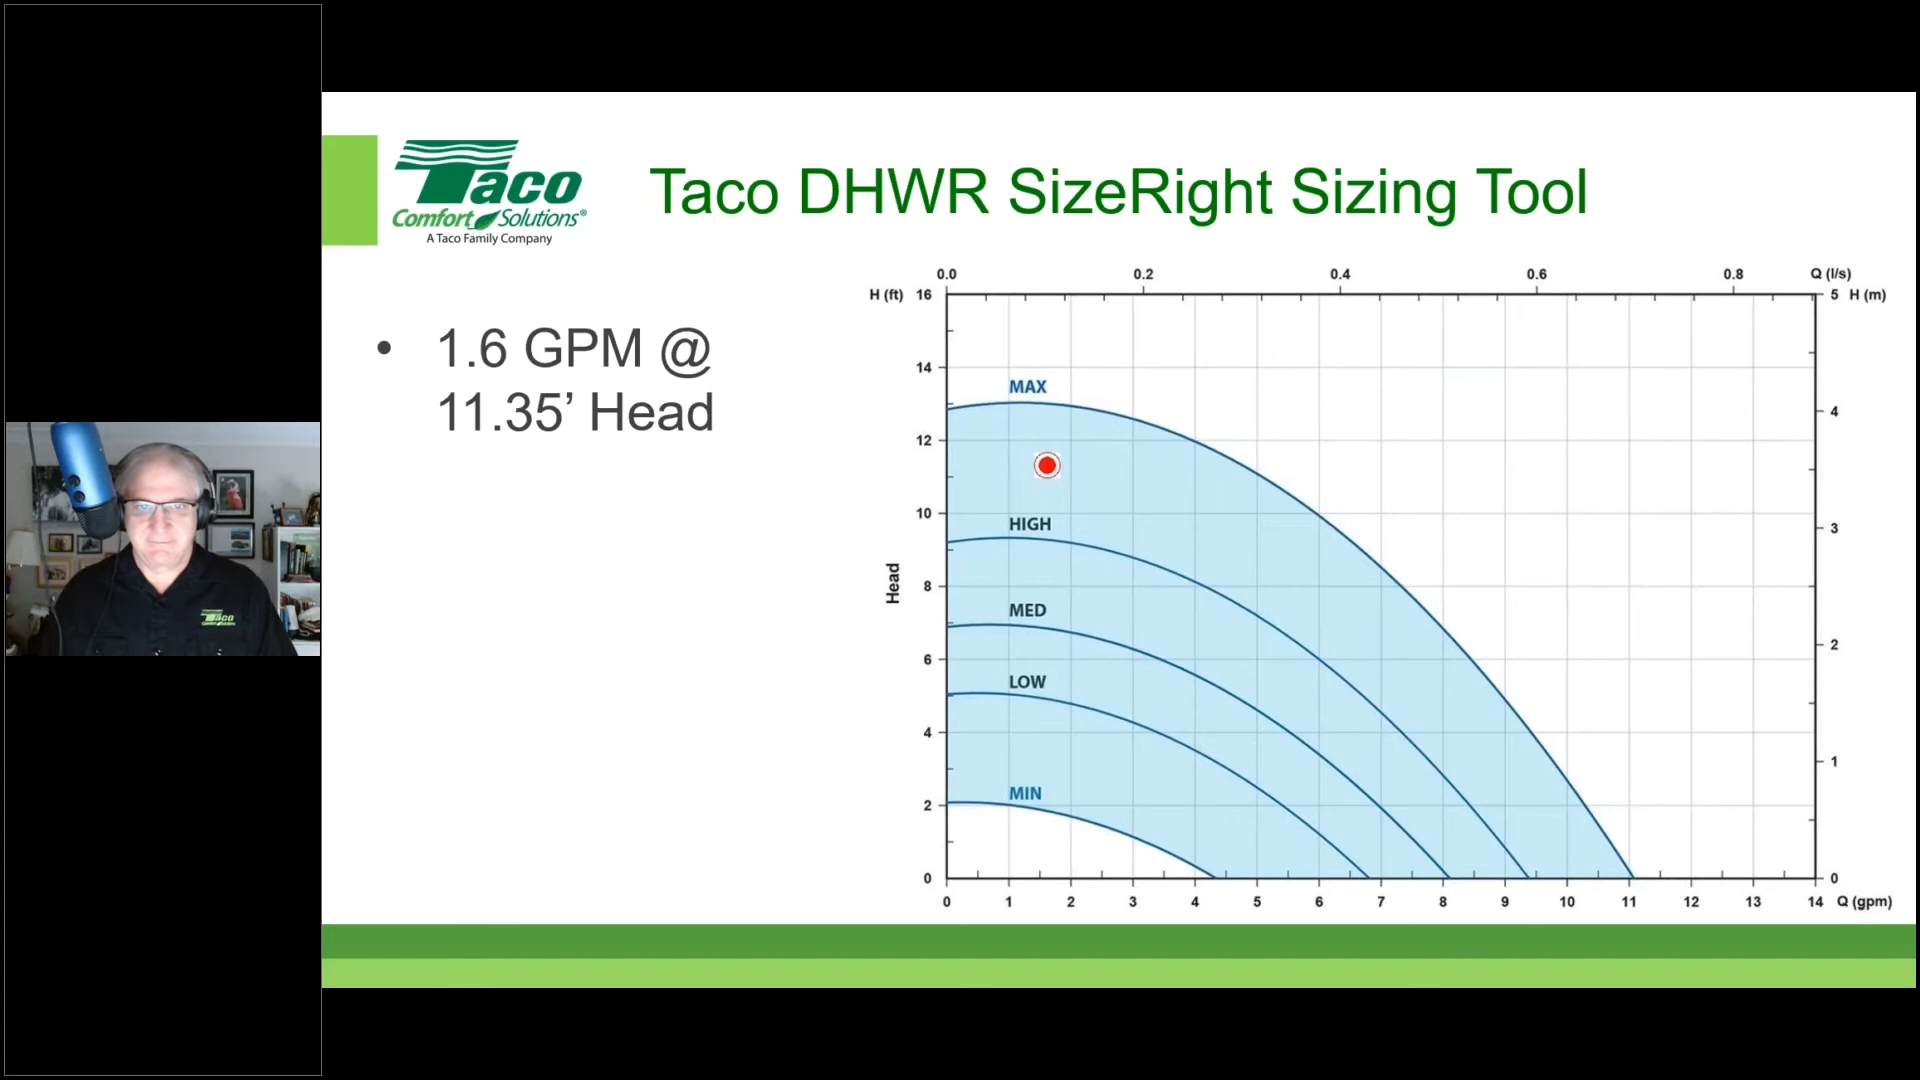 Taco
Comfort Solutions®
A Taco Family Company
Taco DHWR SizeRight Sizing Tool
• 1.6 GPM @
11.35’ Head
0.0 0.2 0.4 0.6 0.8 Q (l/s)
H (ft) 16 5 H (m)
14
MAX
4
12
HIGH
10
3
Head
8
MED
6
2
LOW
4
1
MIN
2
0 0
0 1 2 3 4 5 6 7 8 9 10 11 12 13 14 Q (gpm)
Taco